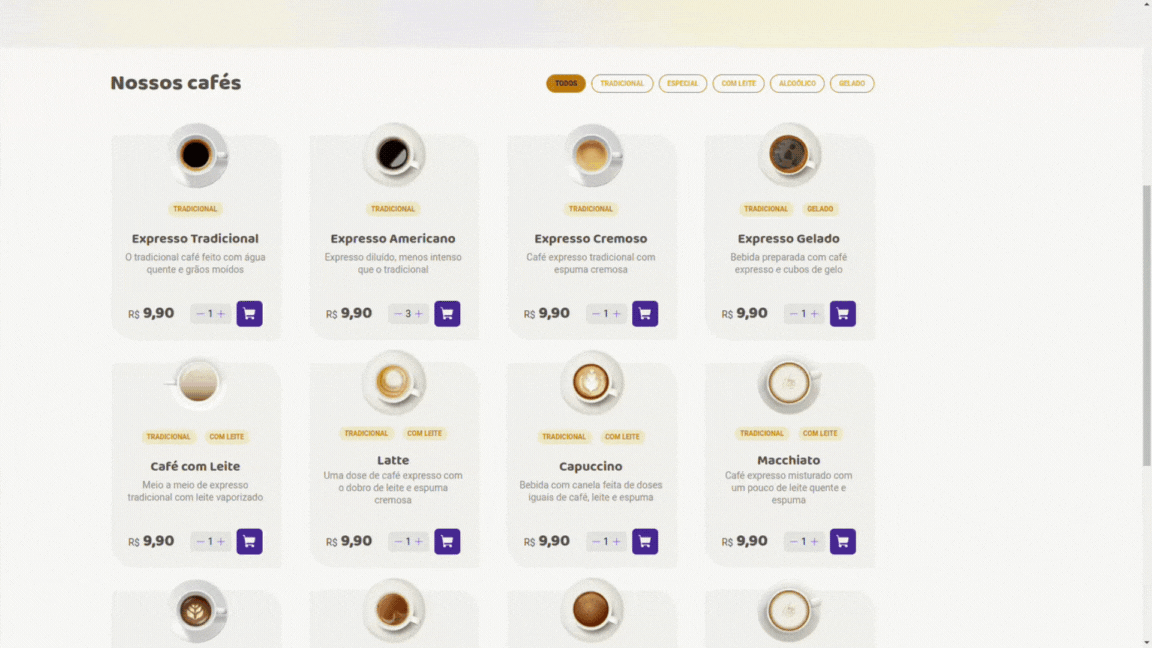 Nossos cafés
TODOS
TRADICIONAL
ESPECIAL
COM LEITE
ALCOÓLICO
GELADO
TRADICIONAL
Expresso Tradicional
O tradicional café feito com água
quente e grãos moídos
R$ 9,90
1
TRADICIONAL
Expresso Americano
Expresso diluído, menos intenso
que o tradicional
R$ 9,90
3
TRADICIONAL
Expresso Cremoso
Café expresso tradicional com
espuma cremosa
R$ 9,90
1
TRADICIONAL GELADO
Expresso Gelado
Bebida preparada com café
expresso e cubos de gelo
R$ 9,90
1
TRADICIONAL COM LEITE
Café com Leite
Meio a meio de expresso
tradicional com leite vaporizado
R$ 9,90
1
TRADICIONAL COM LEITE
Latte
Uma dose de café expresso com
o dobro de leite e espuma
cremosa
R$ 9,90
1
TRADICIONAL COM LEITE
Capuccino
Bebida com canela feita de doses
iguais de café, leite e espuma
R$ 9,90
1
TRADICIONAL COM LEITE
Macchiato
Café expresso misturado com
um pouco de leite quente e
espuma
R$ 9,90
1